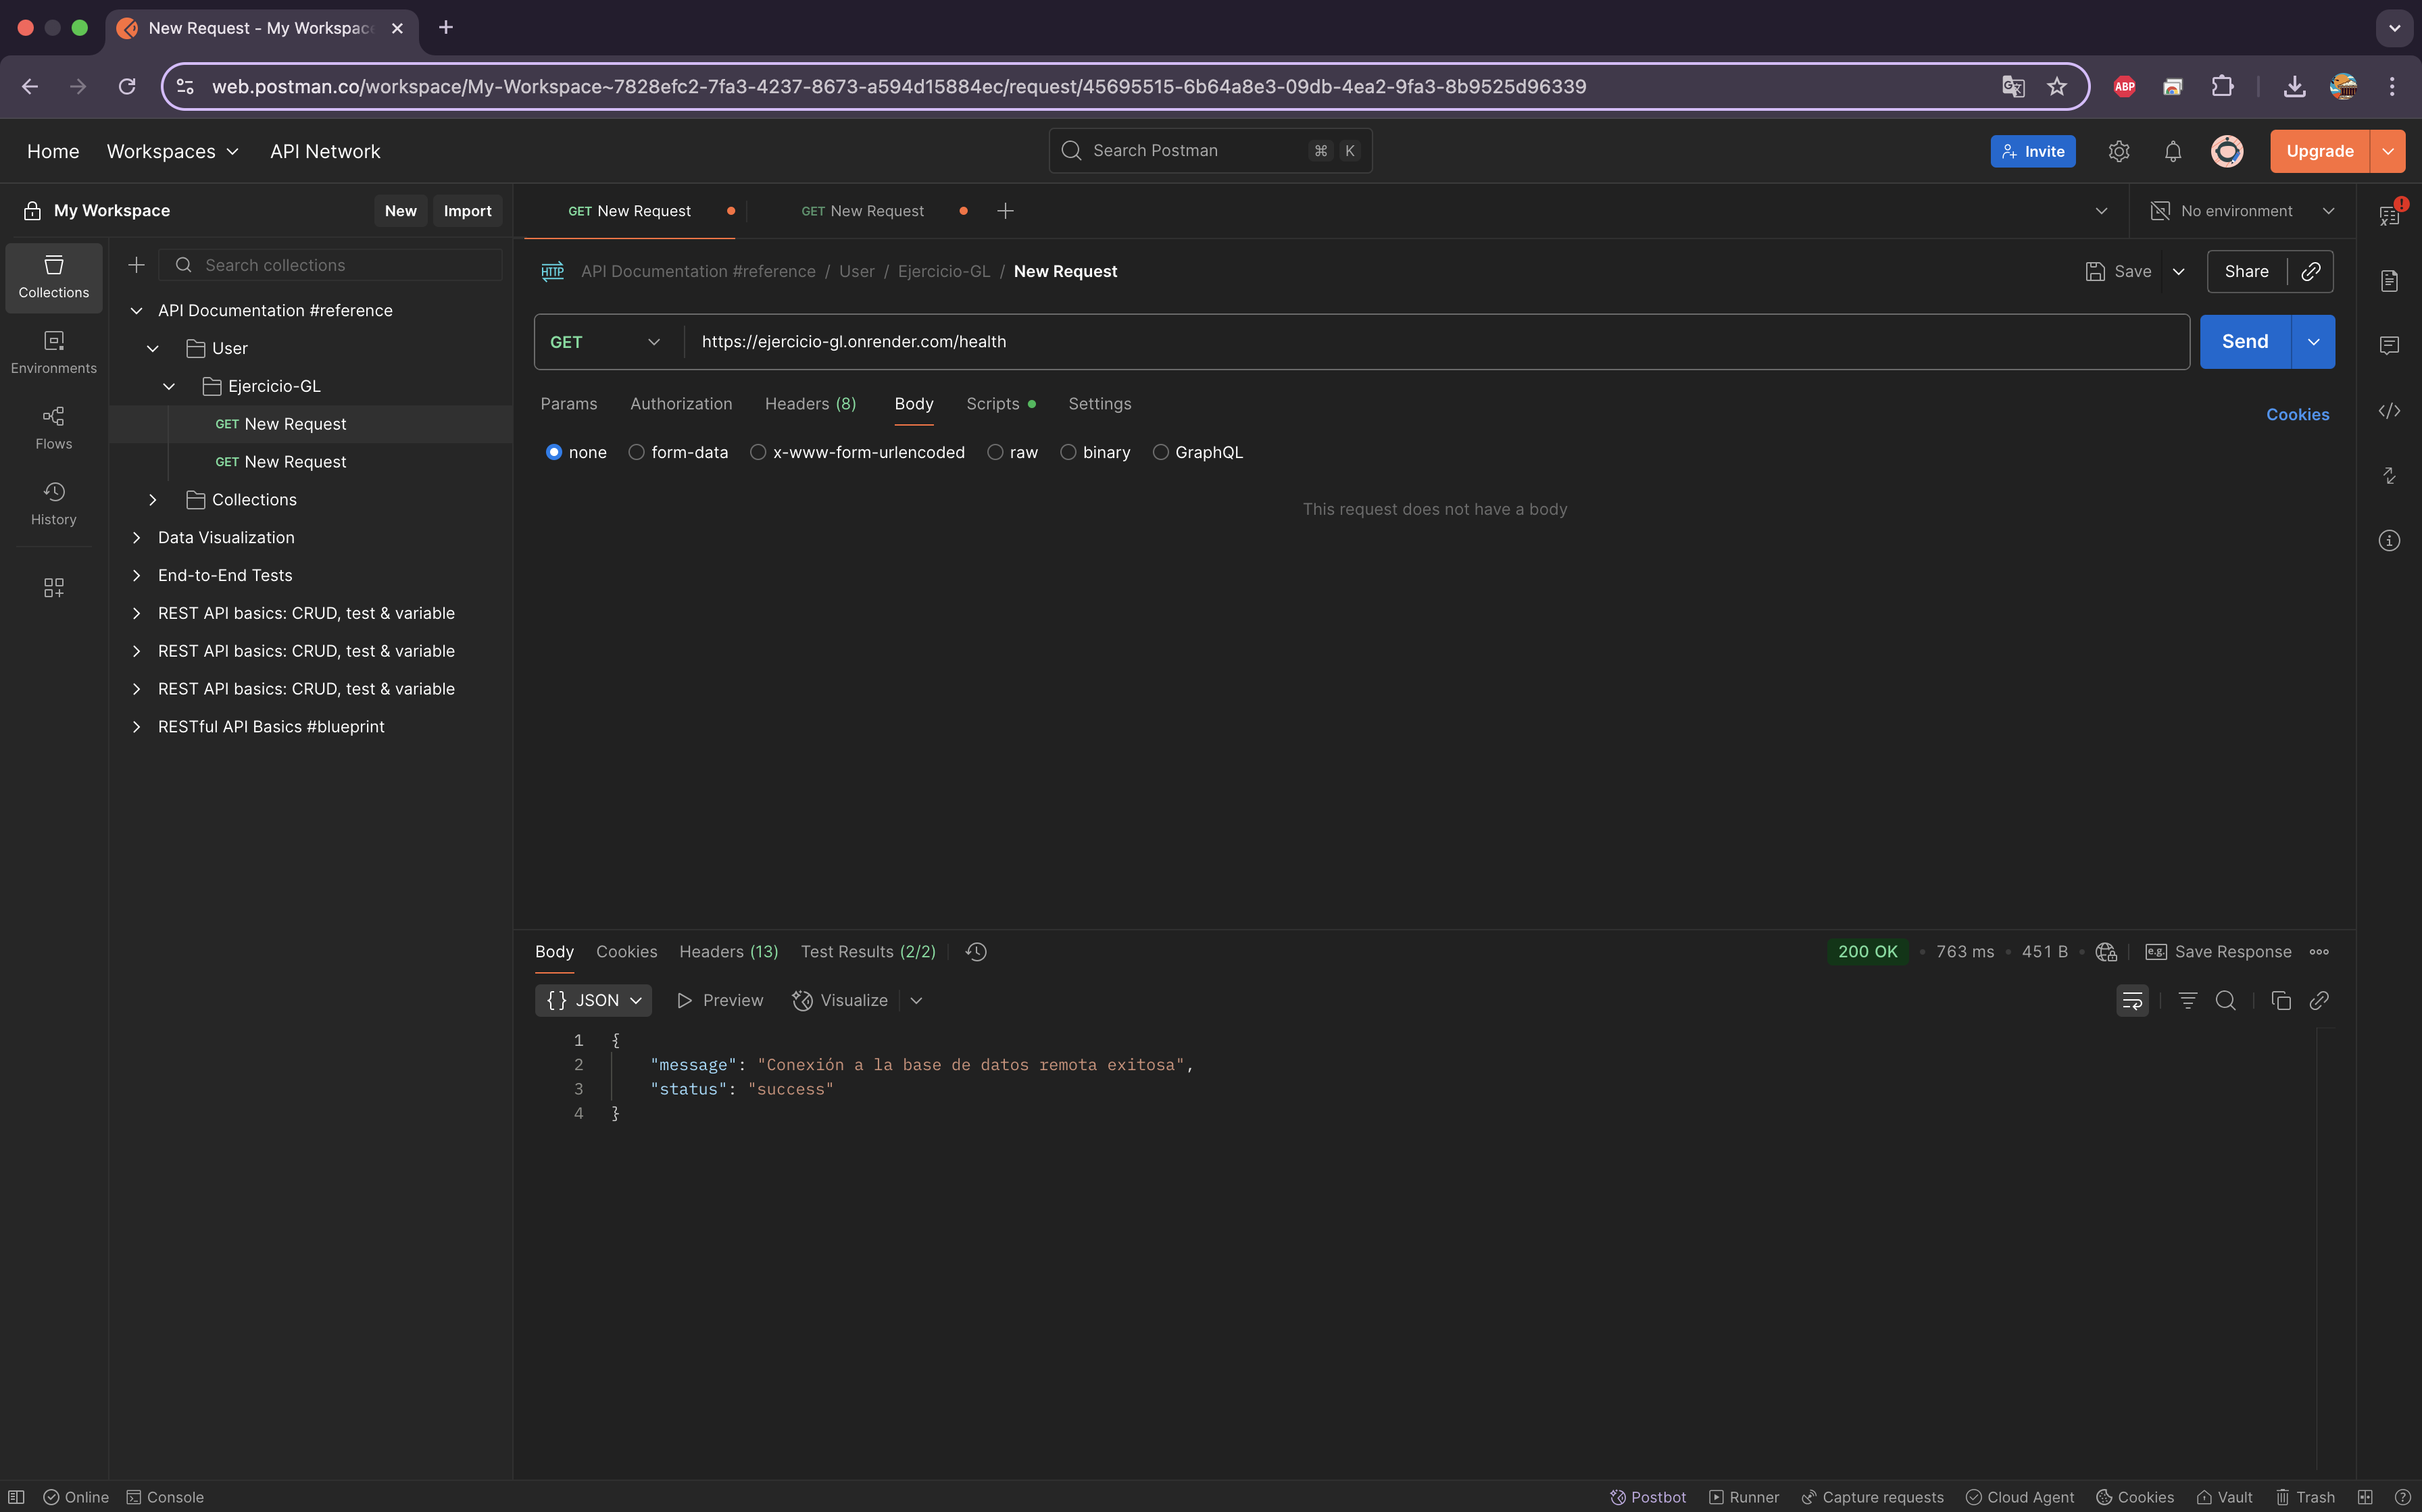 New Request - My Workspac
web.postman.co/workspace/My-Workspace~7828efc2-7fa3-4237-8673-a594d15884ec/request/45695515-6b64a8e3-09db-4ea2-9fa3-8b9525d96339
ABP
Home Workspaces API Network
Search Postman ⌘ K
Invite
Upgrade
My Workspace
New Import
GET New Request
GET New Request
No environment
Collections
Environments
Flows
History
Search collections
API Documentation #reference
User
Ejercicio-GL
GET New Request
GET New Request
Collections
Data Visualization
End-to-End Tests
REST API basics: CRUD, test & variable
REST API basics: CRUD, test & variable
REST API basics: CRUD, test & variable
RESTful API Basics #blueprint
HTTP API Documentation #reference / User / Ejercicio-GL / New Request
Save
Share
GET https://ejercicio-gl.onrender.com/health
Send
Params Authorization Headers (8) Body Scripts Settings
Cookies
none form-data x-www-form-urlencoded raw binary GraphQL
This request does not have a body
Body Cookies Headers (13) Test Results (2/2)
200 OK • 763 ms • 451 B •
e.g. Save Response
{} JSON Preview Visualize
1 {
2 "message": "Conexión a la base de datos remota exitosa",
3 "status": "success"
4 }
Online Console
Postbot Runner Capture requests Cloud Agent Cookies Vault Trash